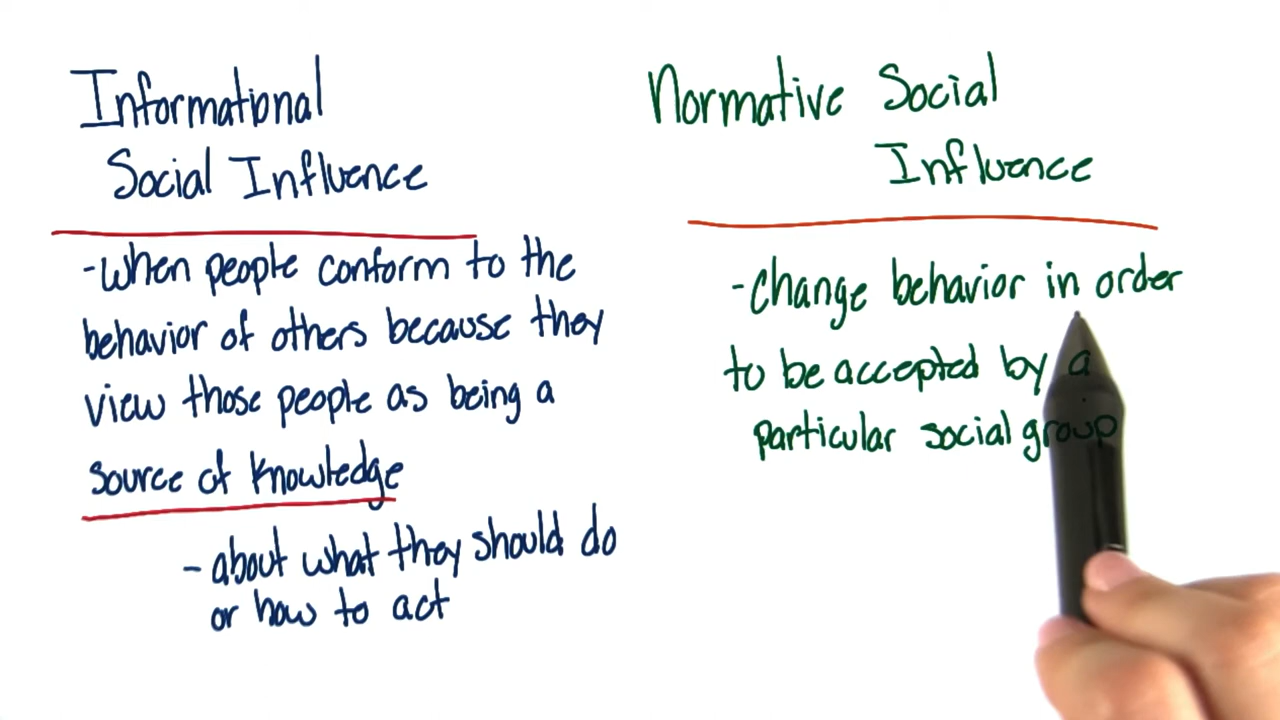 Informational
Social Influence
-when people conform to the
behavior of others because they
view those people as being a
source of knowledge
- about what they should do
or how to act
Normative Social
Influence
-change behavior in order
to be accepted by a
particular social group